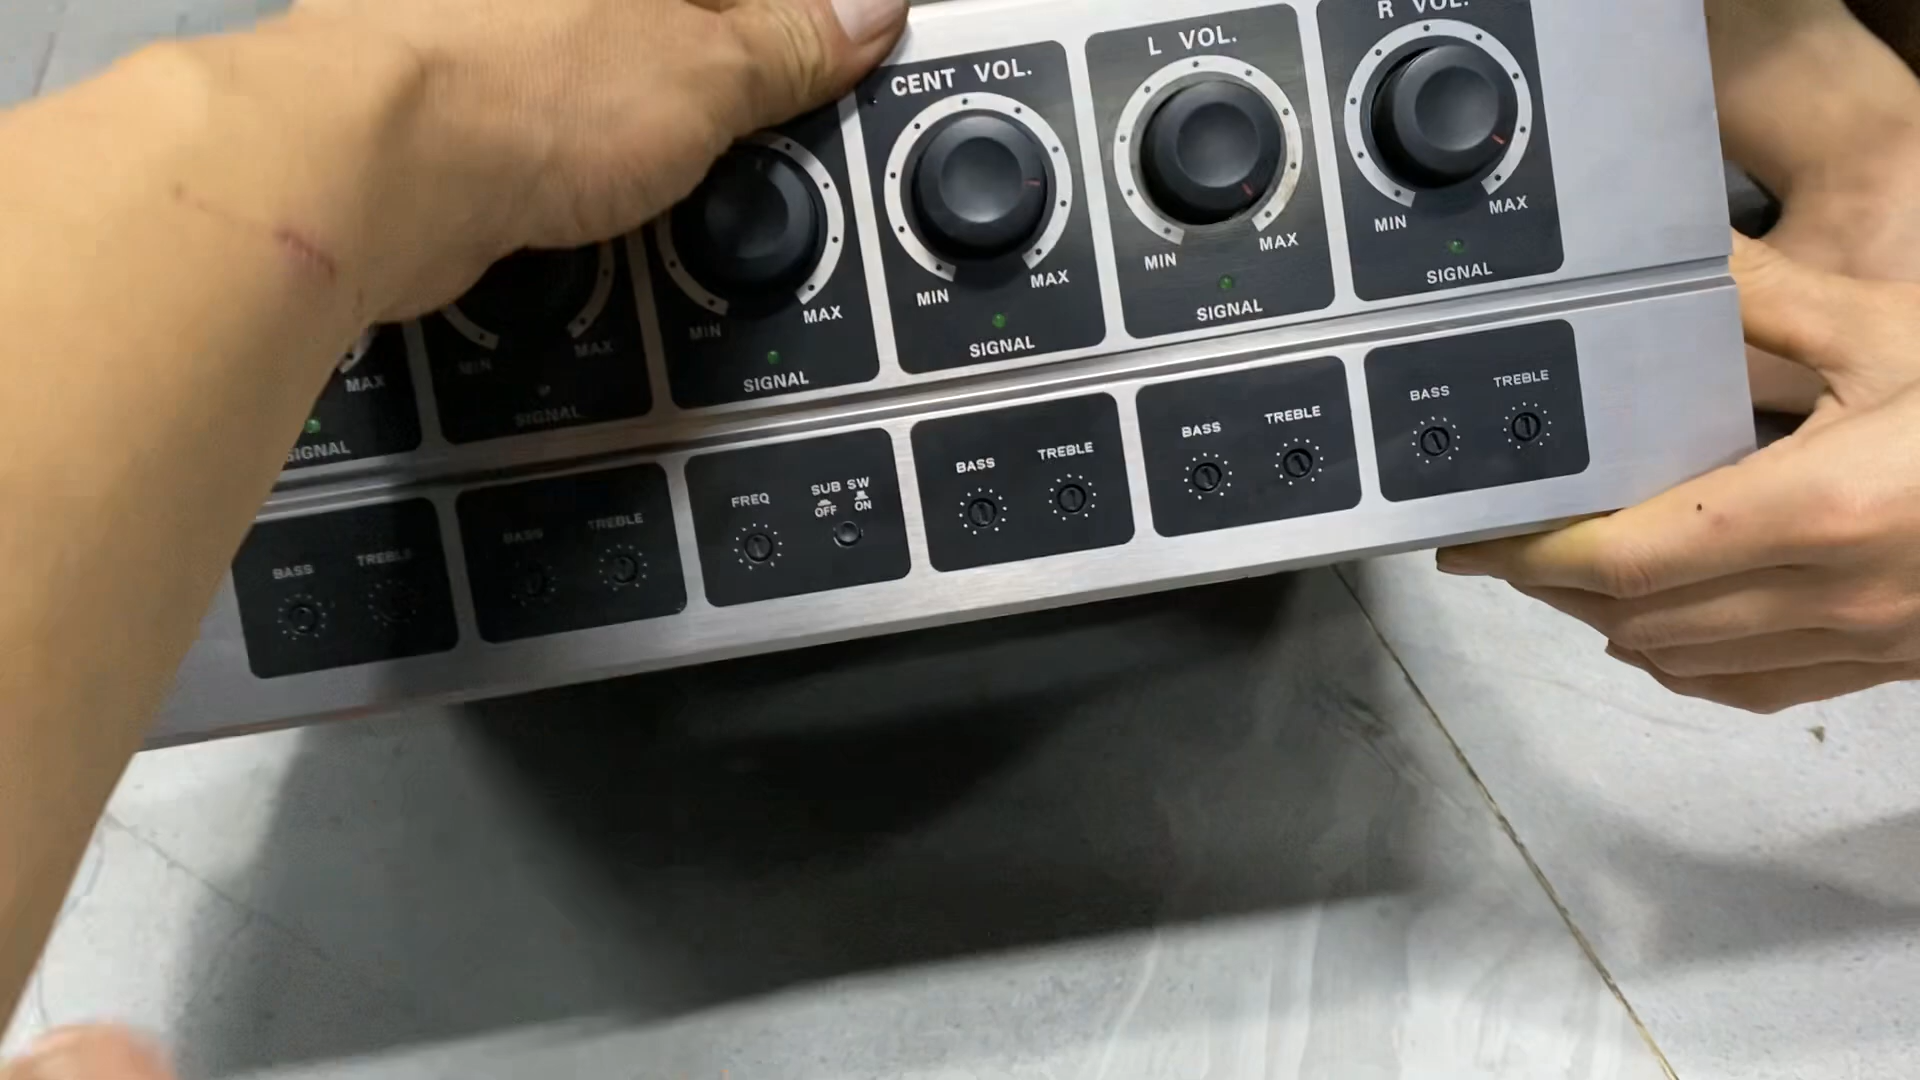 R VOL.
L VOL.
CENT VOL.
MIN MAX
MIN MAX
MIN MAX
MIN MAX
MIN MAX
MAX
SIGNAL
SIGNAL
SIGNAL
SIGNAL
SIGNAL
SIGNAL
BASS TREBLE
BASS TREBLE
FREQ SUB SW
OFF ON
BASS TREBLE
BASS TREBLE
BASS TREBLE